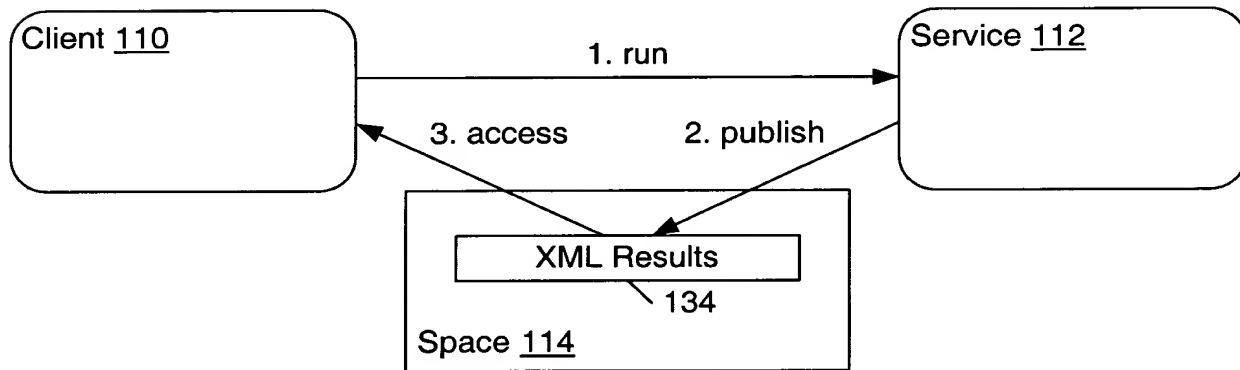 Client 110
Service 112
1. run
3. access
2. publish
XML Results
134
Space 114